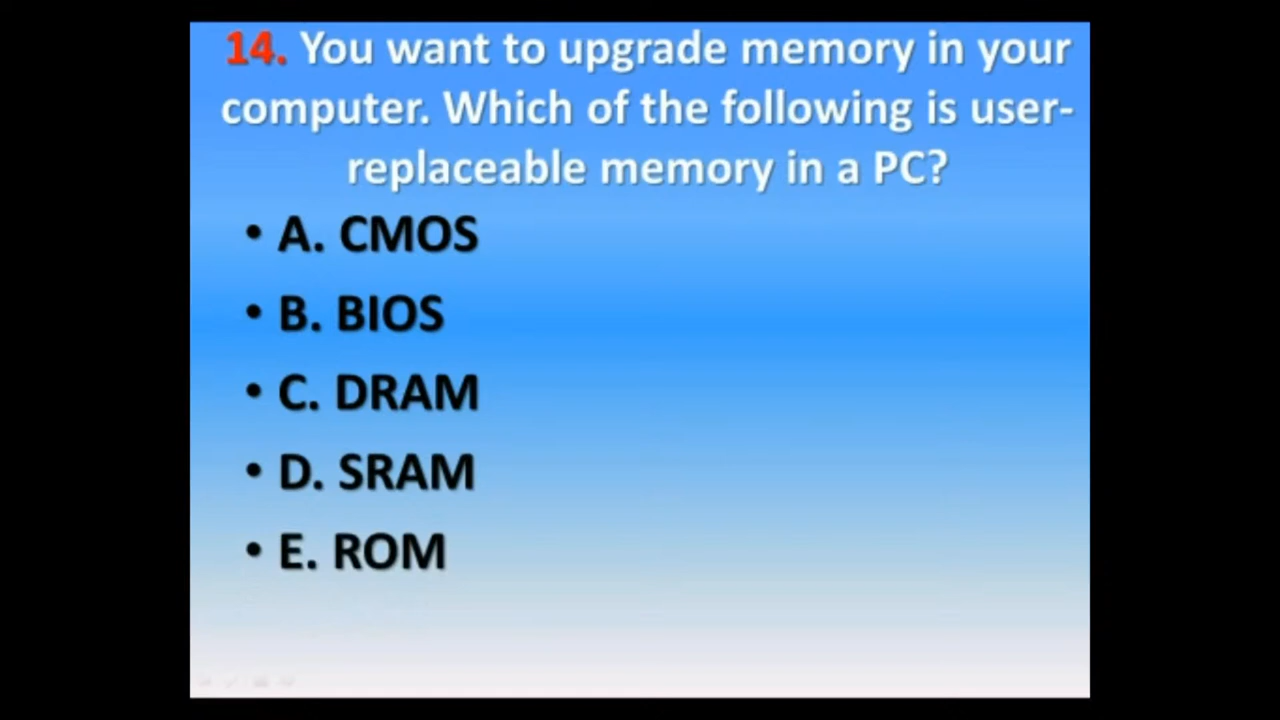 14. You want to upgrade memory in your
computer. Which of the following is user-
replaceable memory in a PC?
• A. CMOS
• B. BIOS
• C. DRAM
• D. SRAM
• E. ROM